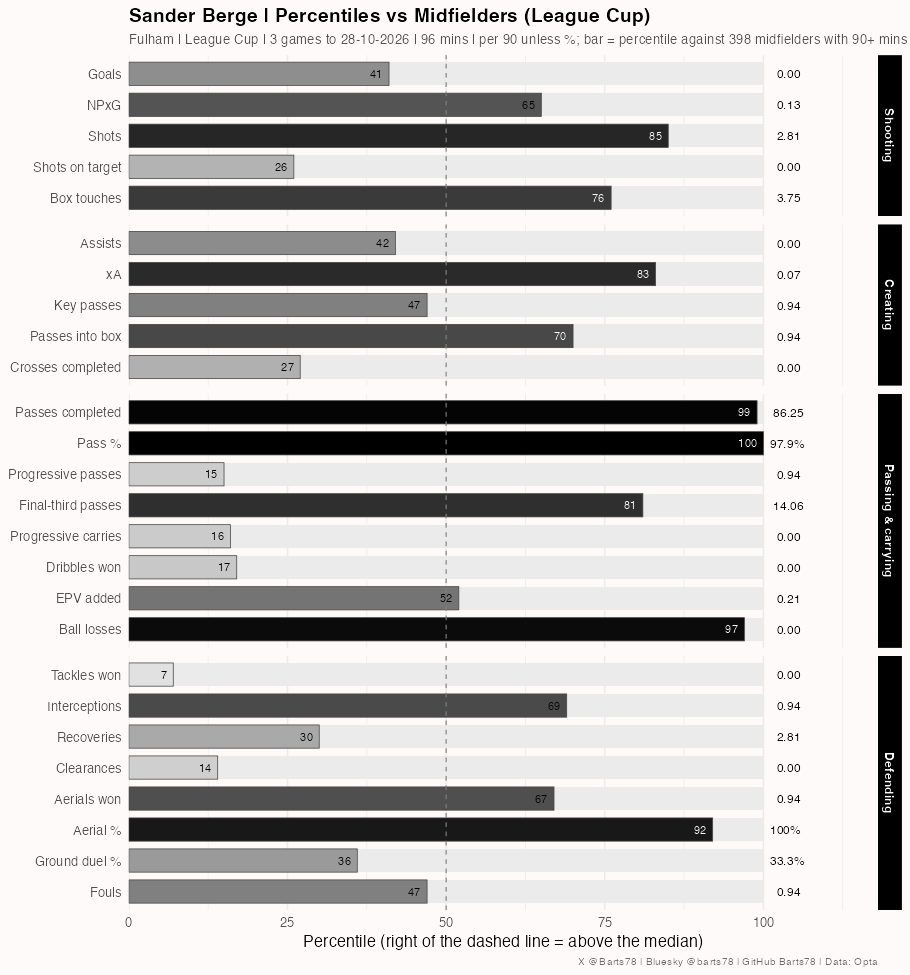 Sander Berge | Percentiles vs Midfielders (League Cup)
Fulham | League Cup | 3 games to 28-10-2026 | 96 mins | per 90 unless %; bar = percentile against 398 midfielders with 90+ mins
Goals 41 0.00
NPxG 65 0.13
Shots 85 2.81
Shots on target 26 0.00
Box touches 76 3.75
Shooting
Assists 42 0.00
xA 83 0.07
Key passes 47 0.94
Passes into box 70 0.94
Crosses completed 27 0.00
Creating
Passes completed 99 86.25
Pass % 100 97.9%
Progressive passes 15 0.94
Final-third passes 81 14.06
Progressive carries 16 0.00
Dribbles won 17 0.00
EPV added 52 0.21
Ball losses 97 0.00
Passing & carrying
Tackles won 7 0.00
Interceptions 69 0.94
Recoveries 30 2.81
Clearances 14 0.00
Aerials won 67 0.94
Aerial % 92 100%
Ground duel % 36 33.3%
Fouls 47 0.94
Defending
0 25 50 75 100
Percentile (right of the dashed line = above the median)
X @Barts78 | Bluesky @barts78 | GitHub Barts78 | Data: Opta